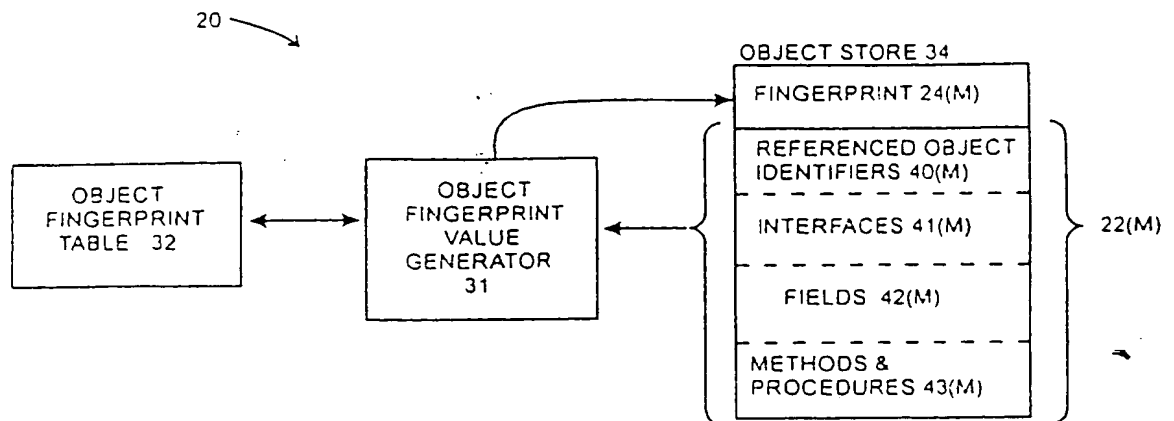 20
OBJECT STORE 34
FINGERPRINT 24(M)
REFERENCED OBJECT
IDENTIFIERS 40(M)
INTERFACES 41(M)
FIELDS 42(M)
METHODS &
PROCEDURES 43(M)
22(M)
OBJECT
FINGERPRINT
TABLE 32
OBJECT
FINGERPRINT
VALUE
GENERATOR
31